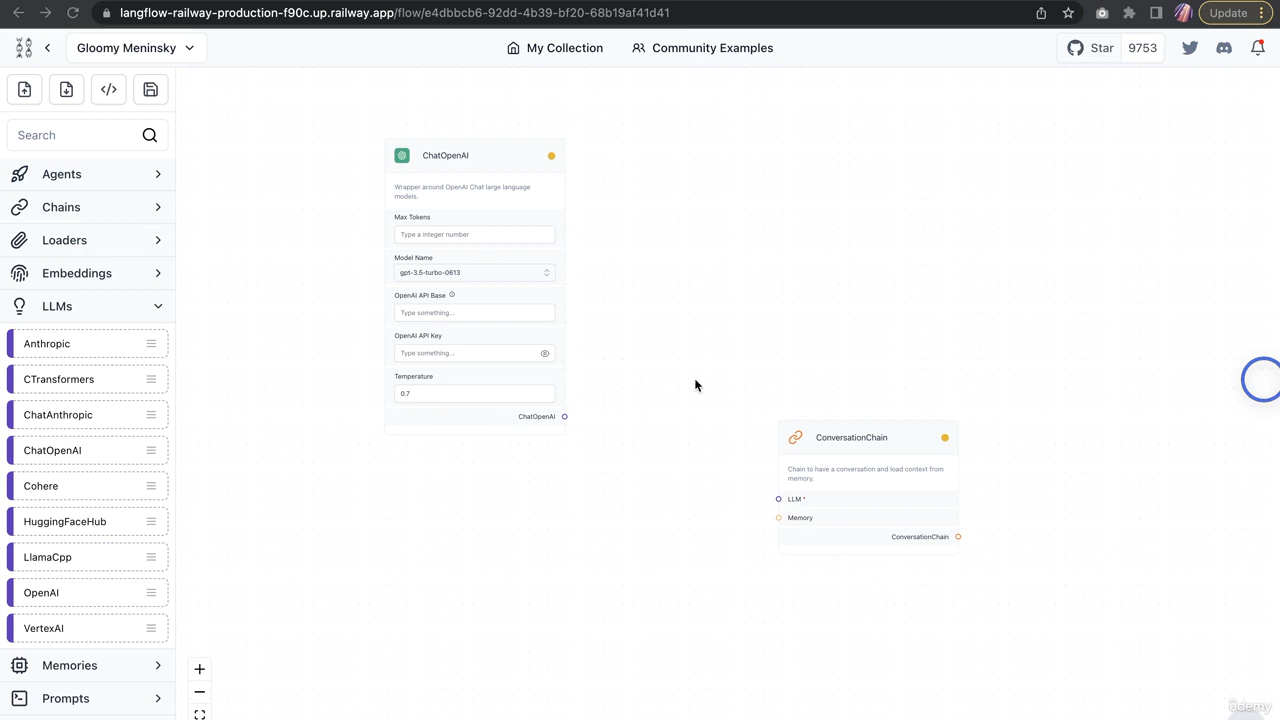 langflow-railway-production-f90c.up.railway.app/flow/e4dbbcb6-92dd-4b39-bf20-68b19af41d41
Update
Gloomy Meninsky
My Collection
Community Examples
Star
9753
Search
Agents
Chains
Loaders
Embeddings
LLMs
Anthropic
CTransformers
ChatAnthropic
ChatOpenAI
Cohere
HuggingFaceHub
LlamaCpp
OpenAI
VertexAI
Memories
Prompts
ChatOpenAI
Wrapper around OpenAI Chat large language
models.
Max Tokens
Type a integer number
Model Name
gpt-3.5-turbo-0613
OpenAI API Base
Type something...
OpenAI API Key
Type something...
Temperature
0.7
ChatOpenAI
ConversationChain
Chain to have a conversation and load context from
memory.
LLM *
Memory
ConversationChain
ûdemy